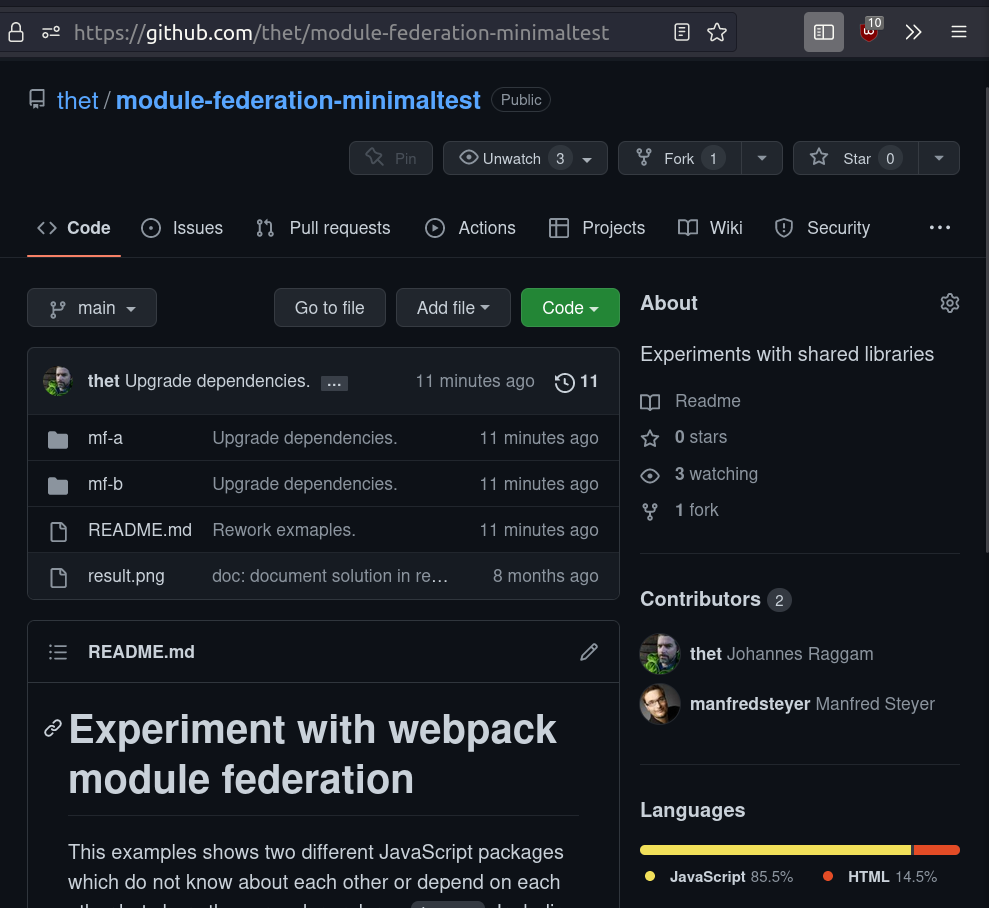 https://github.com/thet/module-federation-minimaltest
10
thet / module-federation-minimaltest Public
Pin Unwatch 3 Fork 1 Star 0
Code Issues Pull requests Actions Projects Wiki Security ...
main Go to file Add file Code
thet Upgrade dependencies. ... 11 minutes ago 11
mf-a Upgrade dependencies. 11 minutes ago
mf-b Upgrade dependencies. 11 minutes ago
README.md Rework exmaples. 11 minutes ago
result.png doc: document solution in re… 8 months ago
README.md
Experiment with webpack
module federation
This examples shows two different JavaScript packages
which do not know about each other or depend on each
About
Experiments with shared libraries
Readme
0 stars
3 watching
1 fork
Contributors 2
thet Johannes Raggam
manfredsteyer Manfred Steyer
Languages
JavaScript 85.5% HTML 14.5%